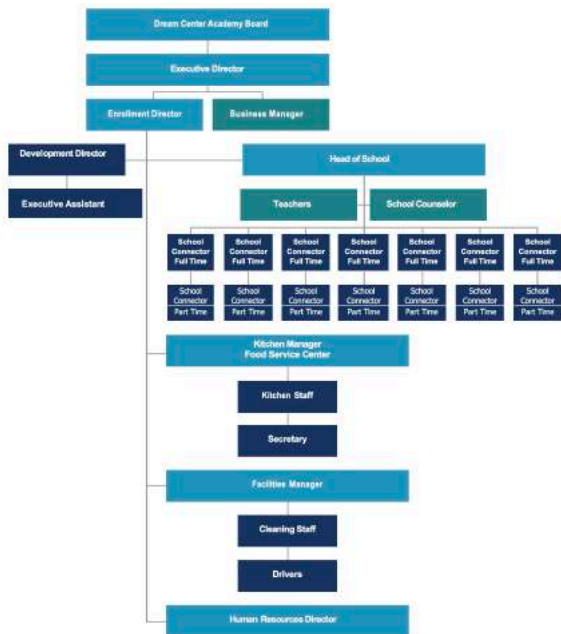 Dream Center Academy Board
Executive Director
Enrollment Director
Business Manager
Development Director
Head of School
Executive Assistant
Teachers
School Counselor
School
Connector
Full Time
School
Connector
Full Time
School
Connector
Full Time
School
Connector
Full Time
School
Connector
Full Time
School
Connector
Full Time
School
Connector
Full Time
School
Connector
Part Time
School
Connector
Part Time
School
Connector
Part Time
School
Connector
Part Time
School
Connector
Part Time
School
Connector
Part Time
School
Connector
Part Time
Kitchen Manager
Food Service Center
Kitchen Staff
Secretary
Facilities Manager
Cleaning Staff
Drivers
Human Resources Director